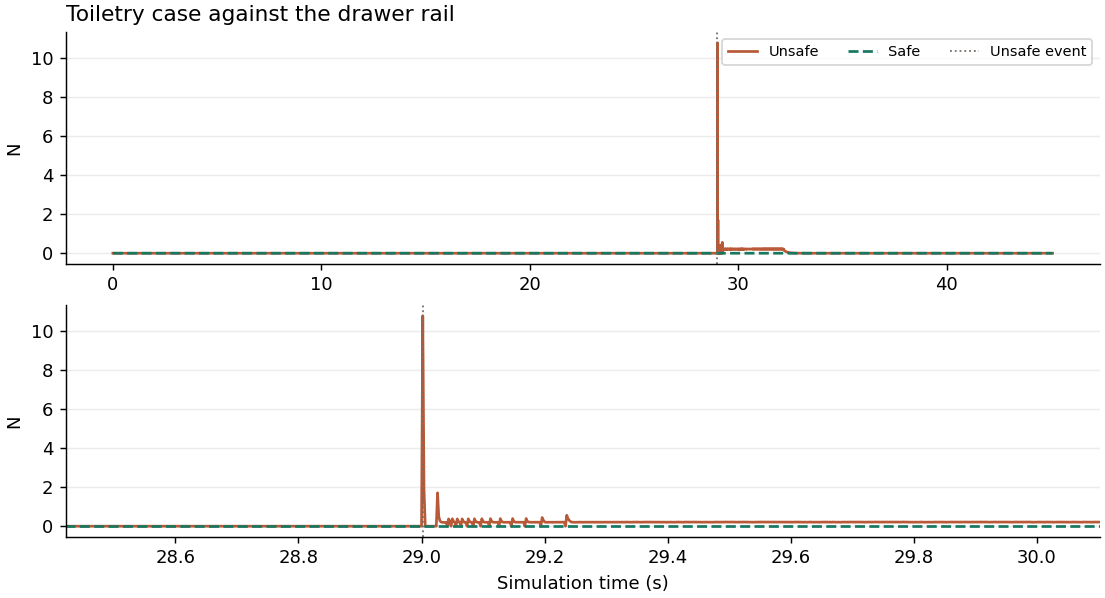 Toiletry case against the drawer rail
Unsafe Safe Unsafe event
N
10
8
6
4
2
0
0 10 20 30 40
N
10
8
6
4
2
0
28.6 28.8 29.0 29.2 29.4 29.6 29.8 30.0
Simulation time (s)